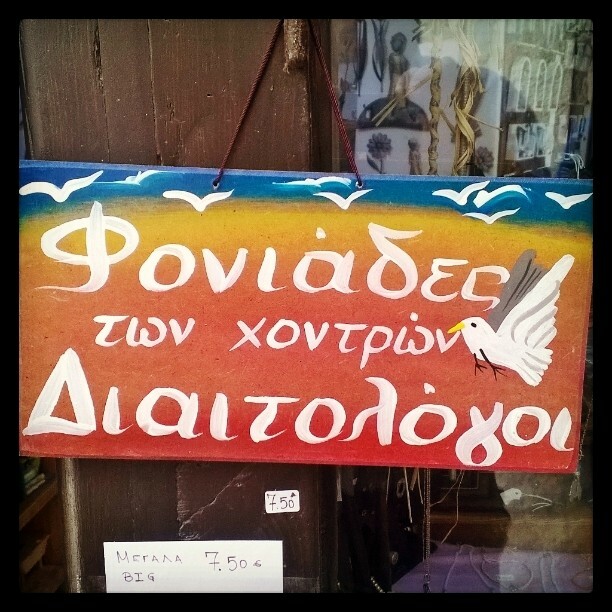 Φονιάδες
των χοντρών
Διαιτολόγοι
7.50
ΜΕΓΑΛΑ 7.50 €
BIG